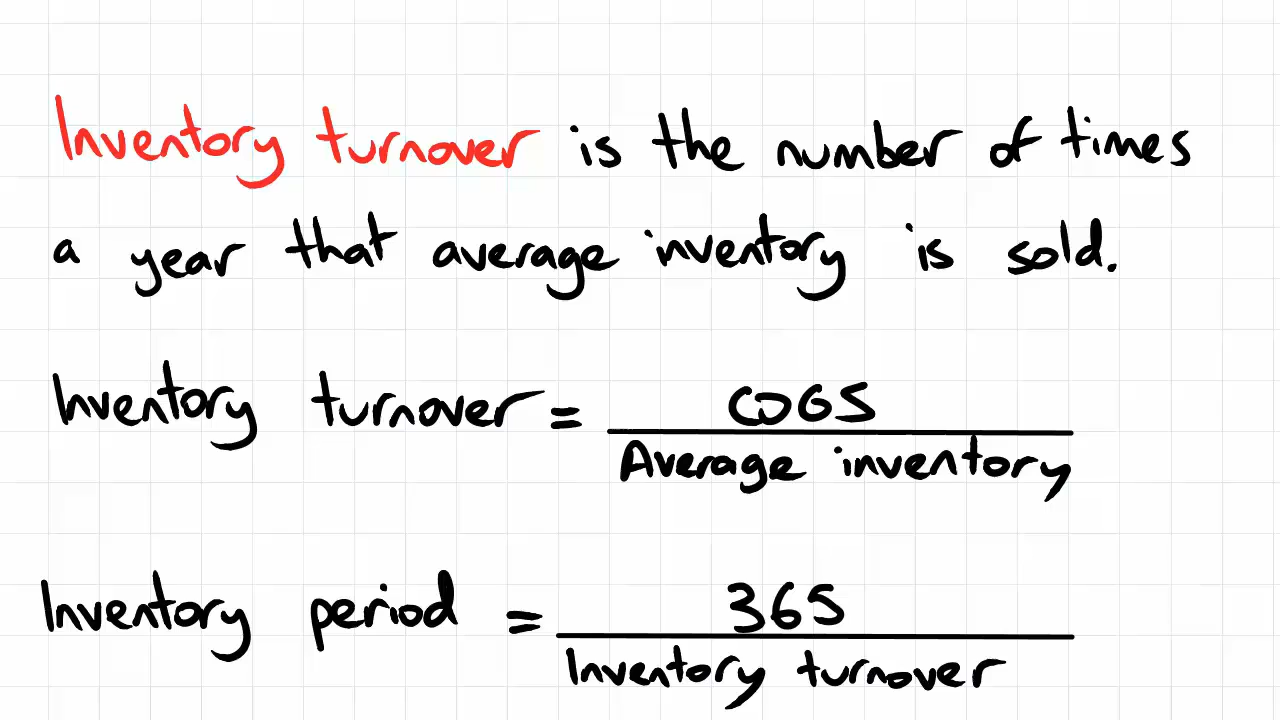 Inventory turnover is the number of times
a year that average inventory is sold.
Inventory turnover = COGS
Average inventory
Inventory period = 365
Inventory turnover